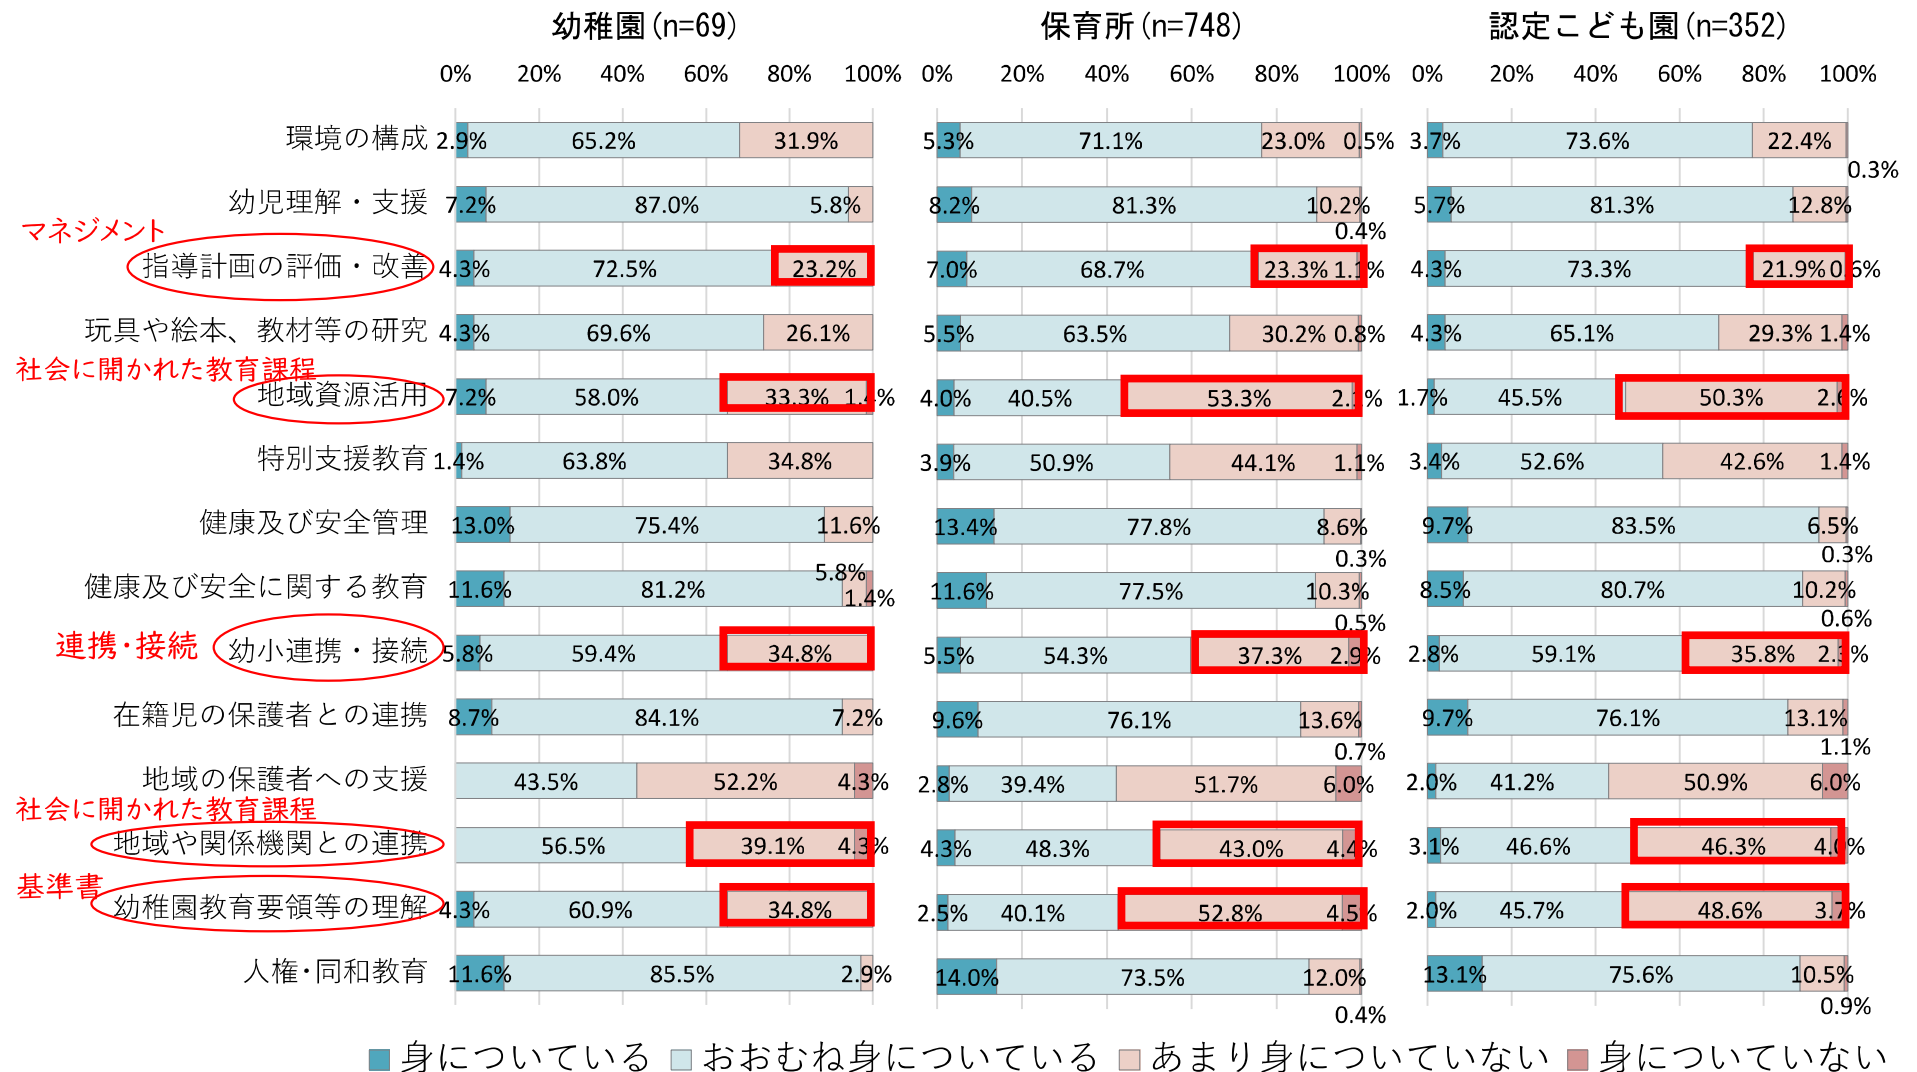 幼稚園(n=69) 保育所(n=748) 認定こども園(n=352)
0% 20% 40% 60% 80% 100% 0% 20% 40% 60% 80% 100% 0% 20% 40% 60% 80% 100%
環境の構成 2.9% 65.2% 31.9% 5.3% 71.1% 23.0% 0.5% 3.7% 73.6% 22.4% 0.3%
幼児理解・支援 7.2% 87.0% 5.8% 8.2% 81.3% 10.2% 0.4% 5.7% 81.3% 12.8%
マネジメント
指導計画の評価・改善 4.3% 72.5% 23.2% 7.0% 68.7% 23.3% 1.1% 4.3% 73.3% 21.9% 0.6%
玩具や絵本、教材等の研究 4.3% 69.6% 26.1% 5.5% 63.5% 30.2% 0.8% 4.3% 65.1% 29.3% 1.4%
社会に開かれた教育課程
地域資源活用 7.2% 58.0% 33.3% 1.4% 4.0% 40.5% 53.3% 2.1% 1.7% 45.5% 50.3% 2.6%
特別支援教育 1.4% 63.8% 34.8% 3.9% 50.9% 44.1% 1.1% 3.4% 52.6% 42.6% 1.4%
健康及び安全管理 13.0% 75.4% 11.6% 13.4% 77.8% 8.6% 0.3% 9.7% 83.5% 6.5% 0.3%
健康及び安全に関する教育 11.6% 81.2% 5.8% 1.4% 11.6% 77.5% 10.3% 0.5% 8.5% 80.7% 10.2% 0.6%
連携・接続
幼小連携・接続 5.8% 59.4% 34.8% 5.5% 54.3% 37.3% 2.9% 2.8% 59.1% 35.8% 2.3%
在籍児の保護者との連携 8.7% 84.1% 7.2% 9.6% 76.1% 13.6% 0.7% 9.7% 76.1% 13.1% 1.1%
地域の保護者への支援 43.5% 52.2% 4.3% 2.8% 39.4% 51.7% 6.0% 2.0% 41.2% 50.9% 6.0%
社会に開かれた教育課程
地域や関係機関との連携 56.5% 39.1% 4.3% 4.3% 48.3% 43.0% 4.4% 3.1% 46.6% 46.3% 4.0%
基準書
幼稚園教育要領等の理解 4.3% 60.9% 34.8% 2.5% 40.1% 52.8% 4.5% 2.0% 45.7% 48.6% 3.7%
人権・同和教育 11.6% 85.5% 2.9% 14.0% 73.5% 12.0% 0.4% 13.1% 75.6% 10.5% 0.9%
身についている おおむね身についている あまり身についていない 身についていない